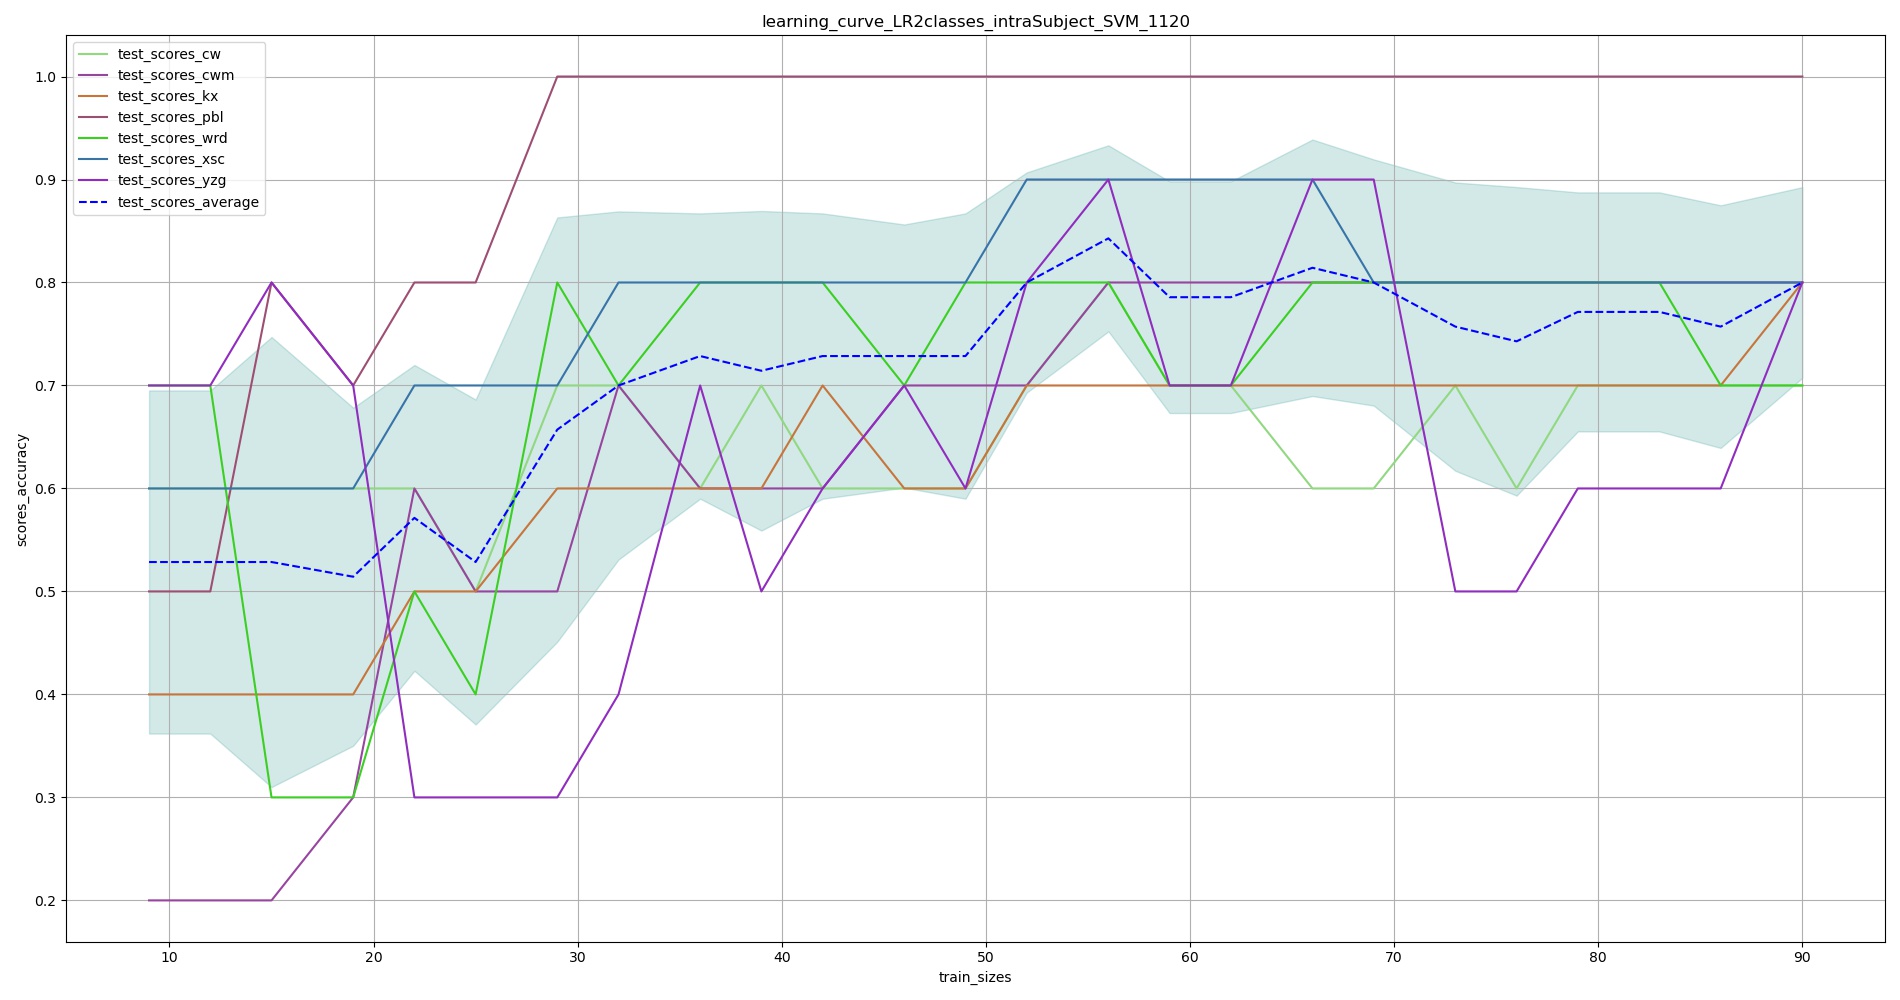 learning_curve_LR2classes_intraSubject_SVM_1120
test_scores_cw
test_scores_cwm
test_scores_kx
test_scores_pbl
test_scores_wrd
test_scores_xsc
test_scores_yzg
test_scores_average
scores_accuracy
1.0
0.9
0.8
0.7
0.6
0.5
0.4
0.3
0.2
10 20 30 40 50 60 70 80 90
train_sizes